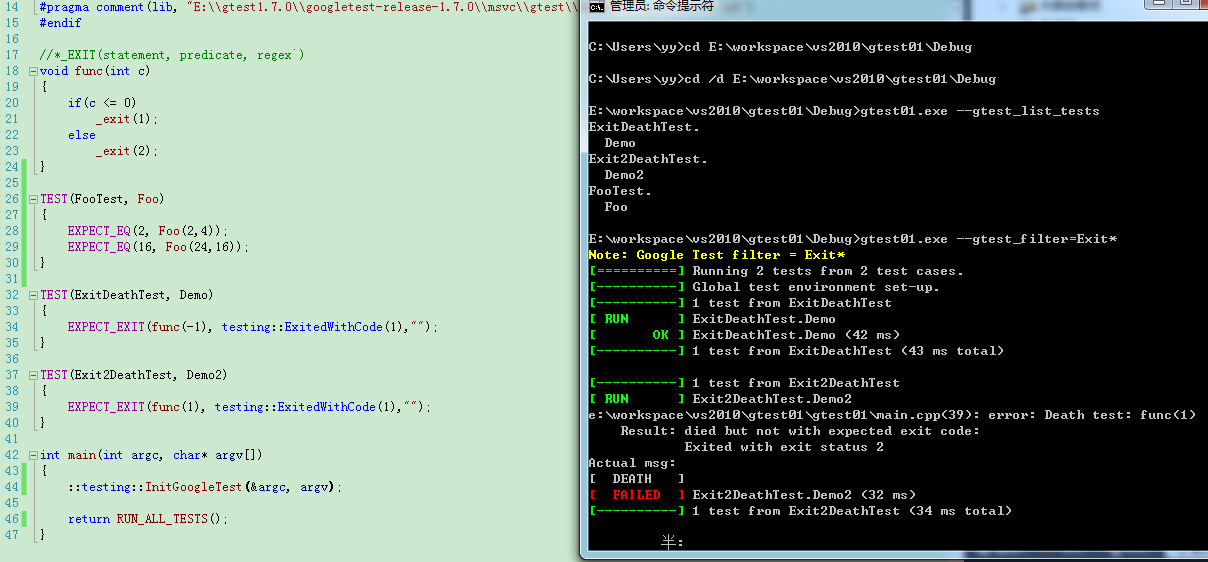 14 #pragma comment(lib, "E:\\gtest1.7.0\\googletest-release-1.7.0\\msvc\\gtest\\
15 #endif
16
17 //*_EXIT(statement, predicate, regex`)
18 void func(int c)
19 {
20 if(c <= 0)
21 _exit(1);
22 else
23 _exit(2);
24 }
25
26 TEST(FooTest, Foo)
27 {
28 EXPECT_EQ(2, Foo(2,4));
29 EXPECT_EQ(16, Foo(24,16));
30 }
31
32 TEST(ExitDeathTest, Demo)
33 {
34 EXPECT_EXIT(func(-1), testing::ExitedWithCode(1),"");
35 }
36
37 TEST(Exit2DeathTest, Demo2)
38 {
39 EXPECT_EXIT(func(1), testing::ExitedWithCode(1),"");
40 }
41
42 int main(int argc, char* argv[])
43 {
44 ::testing::InitGoogleTest(&argc, argv);
45
46 return RUN_ALL_TESTS();
47 }
管理员: 命令提示符
C:\Users\yy>cd E:\workspace\vs2010\gtest01\Debug
C:\Users\yy>cd /d E:\workspace\vs2010\gtest01\Debug
E:\workspace\vs2010\gtest01\Debug>gtest01.exe --gtest_list_tests
ExitDeathTest.
Demo
Exit2DeathTest.
Demo2
FooTest.
Foo
E:\workspace\vs2010\gtest01\Debug>gtest01.exe --gtest_filter=Exit*
Note: Google Test filter = Exit*
[==========] Running 2 tests from 2 test cases.
[----------] Global test environment set-up.
[----------] 1 test from ExitDeathTest
[ RUN      ] ExitDeathTest.Demo
[       OK ] ExitDeathTest.Demo (42 ms)
[----------] 1 test from ExitDeathTest (43 ms total)
[----------] 1 test from Exit2DeathTest
[ RUN      ] Exit2DeathTest.Demo2
e:\workspace\vs2010\gtest01\gtest01\main.cpp(39): error: Death test: func(1)
Result: died but not with expected exit code:
Exited with exit status 2
Actual msg:
[  DEATH   ]
[  FAILED  ] Exit2DeathTest.Demo2 (32 ms)
[----------] 1 test from Exit2DeathTest (34 ms total)
半: